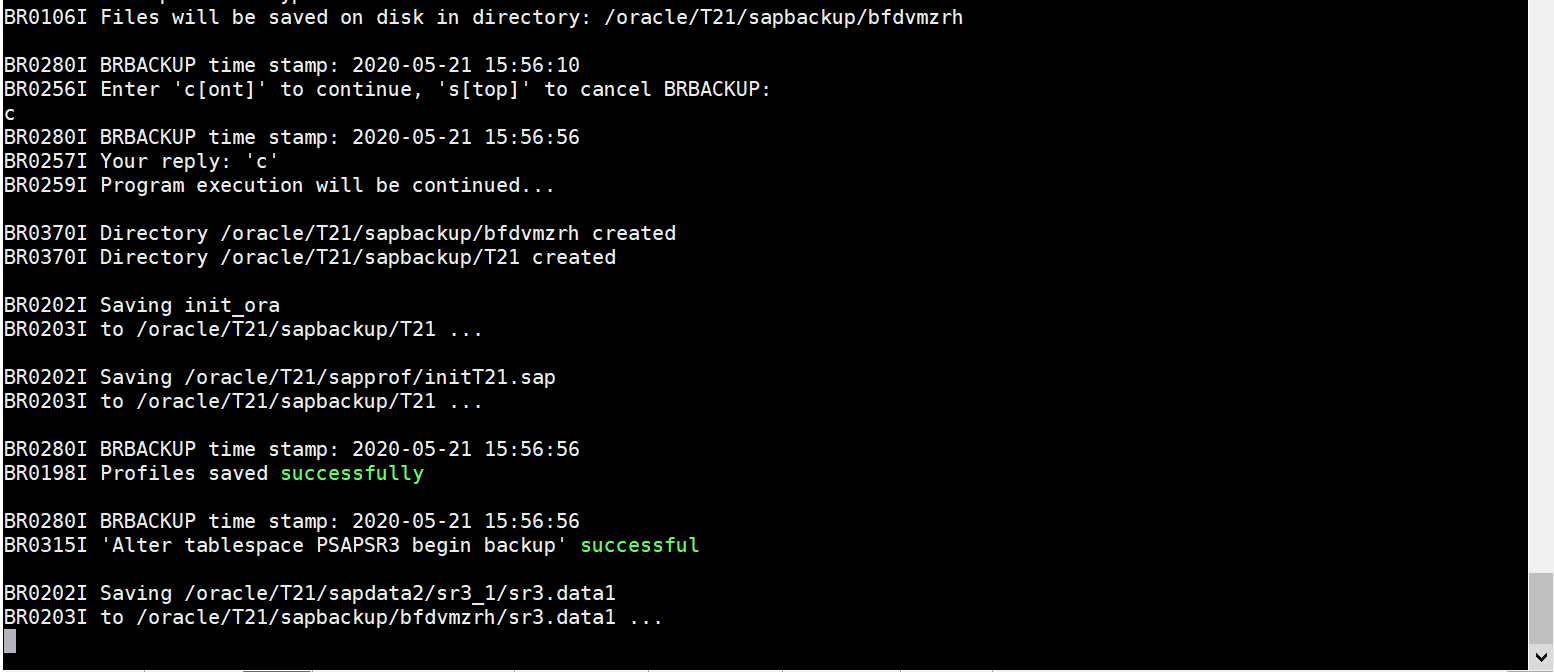 BR0106I Files will be saved on disk in directory: /oracle/T21/sapbackup/bfdvmzrh
BR0280I BRBACKUP time stamp: 2020-05-21 15:56:10
BR0256I Enter 'c[ont]' to continue, 's[top]' to cancel BRBACKUP:
c
BR0280I BRBACKUP time stamp: 2020-05-21 15:56:56
BR0257I Your reply: 'c'
BR0259I Program execution will be continued...
BR0370I Directory /oracle/T21/sapbackup/bfdvmzrh created
BR0370I Directory /oracle/T21/sapbackup/T21 created
BR0202I Saving init_ora
BR0203I to /oracle/T21/sapbackup/T21 ...
BR0202I Saving /oracle/T21/sapprof/initT21.sap
BR0203I to /oracle/T21/sapbackup/T21 ...
BR0280I BRBACKUP time stamp: 2020-05-21 15:56:56
BR0198I Profiles saved successfully
BR0280I BRBACKUP time stamp: 2020-05-21 15:56:56
BR0315I 'Alter tablespace PSAPSR3 begin backup' successful
BR0202I Saving /oracle/T21/sapdata2/sr3_1/sr3.data1
BR0203I to /oracle/T21/sapbackup/bfdvmzrh/sr3.data1 ...